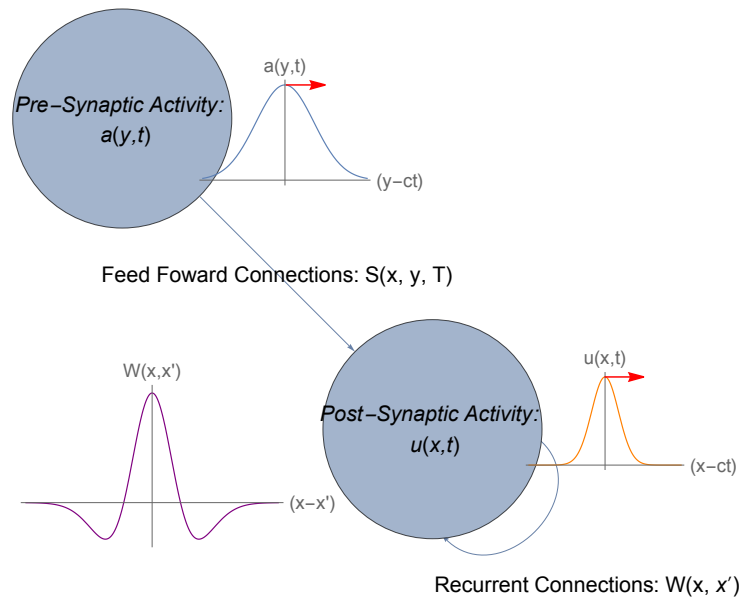 a(y,t)
Pre−Synaptic Activity:
a(y,t)
(y−ct)
Feed Foward Connections: S(x, y, T)
W(x,x')
u(x,t)
Post−Synaptic Activity:
u(x,t)
(x−ct)
(x−x')
Recurrent Connections: W(x, x′)